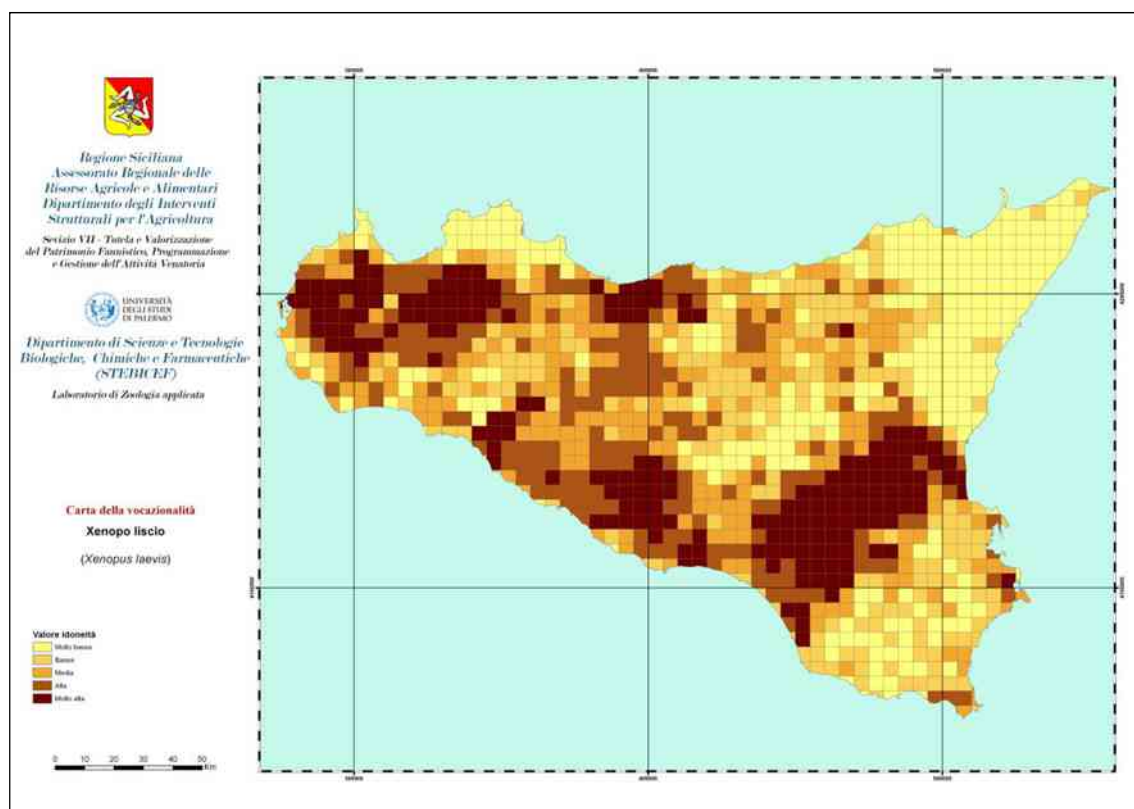 Regione Siciliana
Assessorato Regionale delle
Risorse Agricole e Alimentari
Dipartimento degli Interventi
Strutturali per l'Agricoltura
Sevizio VII - Tutela e Valorizzazione
del Patrimonio Faunistico, Programmazione
e Gestione dell'Attività Venatoria
UNIVERSITÀ
DEGLI STUDI
DI PALERMO
Dipartimento di Scienze e Tecnologie
Biologiche, Chimiche e Farmaceutiche
(STEBICEF)
Laboratorio di Zoologia applicata
Carta della vocazionalità
Xenopo liscio
(Xenopus laevis)
Valore idoneità
Molto bassa
Bassa
Media
Alta
Molto alta
0 10 20 30 40 50
Km